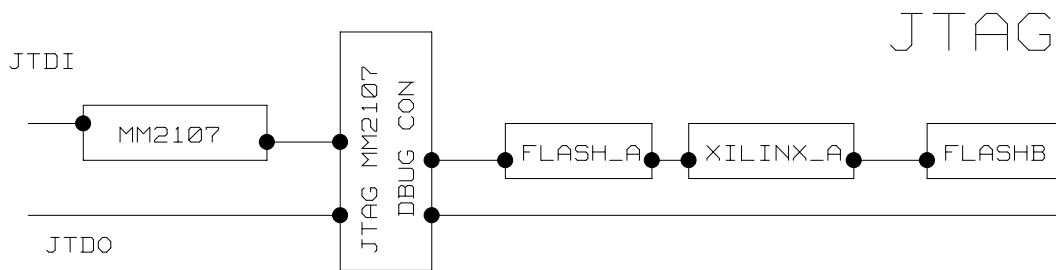 JTAG
JTDI
MM2107
JTAG MM2107
DBUG CON
FLASH_A
XILINX_A
FLASHB
JTDO